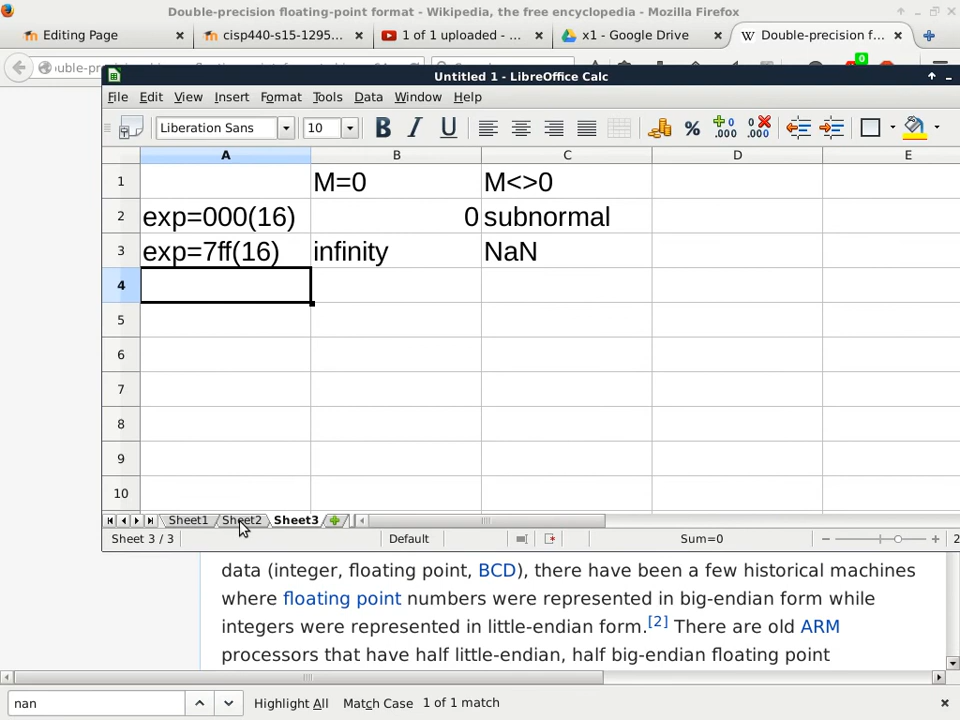 Double-precision floating-point format - Wikipedia, the free encyclopedia - Mozilla Firefox
Editing Page
cisp440-s15-1295...
1 of 1 uploaded - ...
x1 - Google Drive
W Double-precision f...
0
Untitled 1 - LibreOffice Calc
File Edit View Insert Format Tools Data Window Help
Liberation Sans 10 B I U % +.0 .000 .000
A B C D E
1 M=0 M<>0
2 exp=000(16) 0 subnormal
3 exp=7ff(16) infinity NaN
4
5
6
7
8
9
10
Sheet1 Sheet2 Sheet3
Sheet 3 / 3 Default Sum=0 2
data (integer, floating point, BCD), there have been a few historical machines
where floating point numbers were represented in big-endian form while
integers were represented in little-endian form.[2] There are old ARM
processors that have half little-endian, half big-endian floating point
nan Highlight All Match Case 1 of 1 match